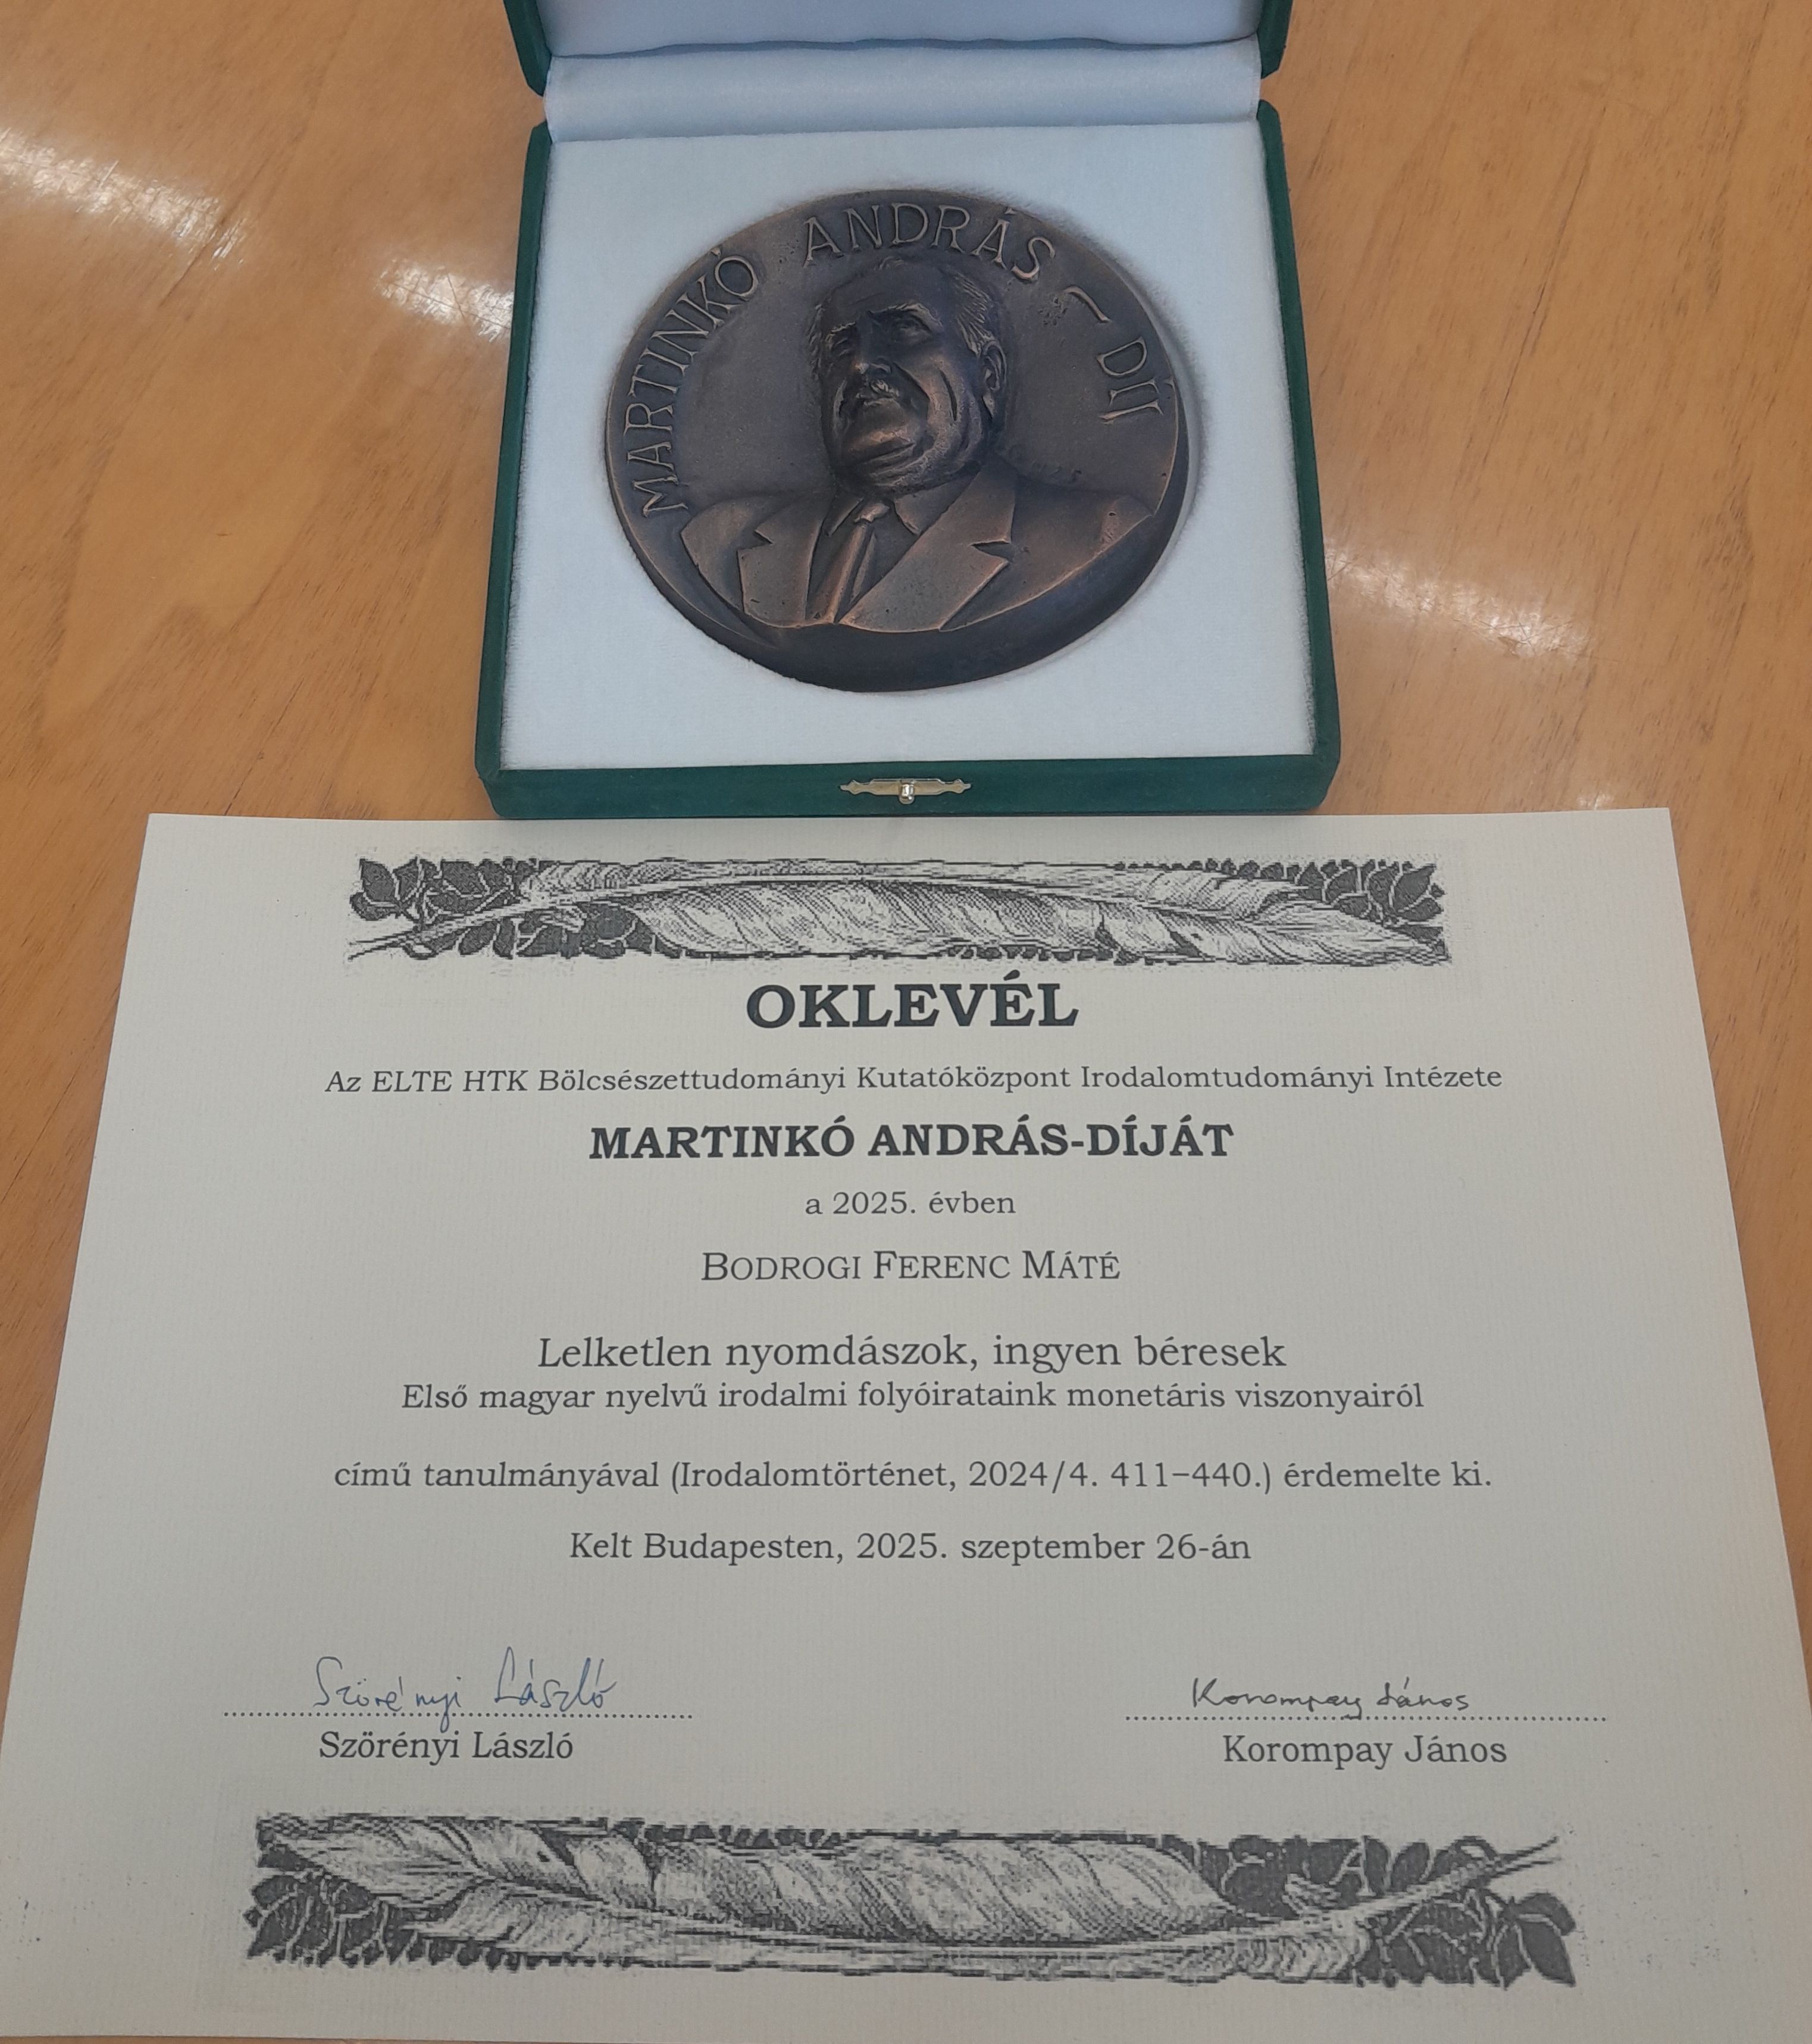 MARTINKÓ ANDRÁS – DÍJ
OKLEVÉL
Az ELTE HTK Bölcsészettudományi Kutatóközpont Irodalomtudományi Intézete
MARTINKÓ ANDRÁS-DÍJÁT
a 2025. évben
BODROGI FERENC MÁTÉ
Lelketlen nyomdászok, ingyen béresek
Első magyar nyelvű irodalmi folyóirataink monetáris viszonyairól
című tanulmányával (Irodalomtörténet, 2024/4. 411–440.) érdemelte ki.
Kelt Budapesten, 2025. szeptember 26-án
Szörényi László
Korompay János
Szörényi László
Korompay János